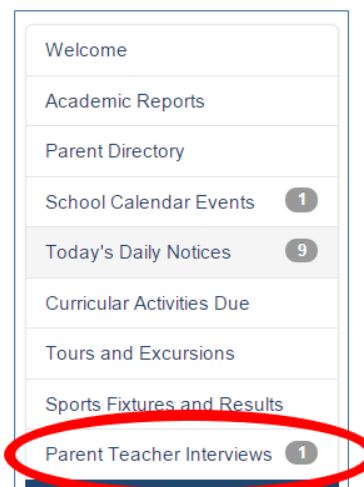 Welcome
Academic Reports
Parent Directory
School Calendar Events 1
Today's Daily Notices 9
Curricular Activities Due
Tours and Excursions
Sports Fixtures and Results
Parent Teacher Interviews 1